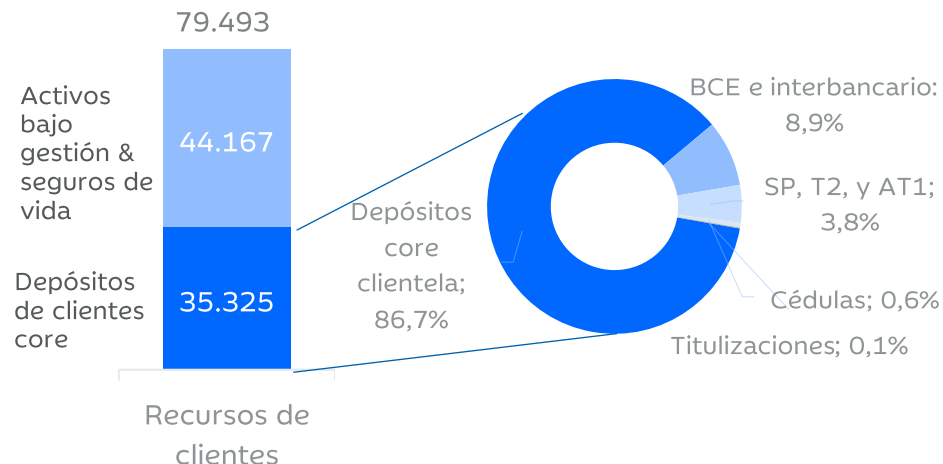 79.493
Activos
bajo
gestión &
seguros de
vida
44.167
Depósitos
de clientes
core
35.325
Recursos de
clientes
BCE e interbancario:
8,9%
SP, T2, y AT1;
3,8%
Depósitos
core
clientela;
86,7%
Cédulas; 0,6%
Titulizaciones; 0,1%